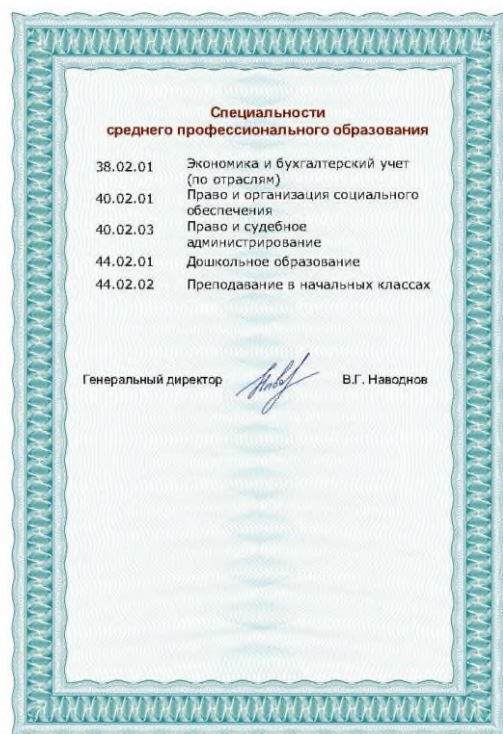 Специальности
среднего профессионального образования
38.02.01 Экономика и бухгалтерский учет
(по отраслям)
40.02.01 Право и организация социального
обеспечения
40.02.03 Право и судебное
администрирование
44.02.01 Дошкольное образование
44.02.02 Преподавание в начальных классах
Генеральный директор В.Г. Наводнов